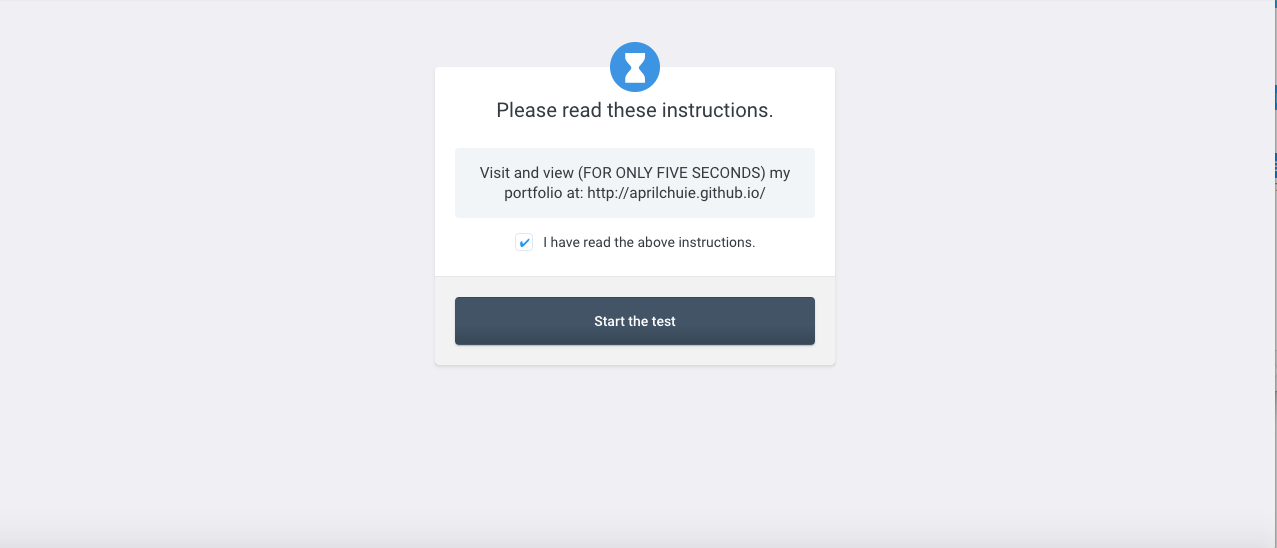 Please read these instructions.
Visit and view (FOR ONLY FIVE SECONDS) my
portfolio at: http://aprilchuie.github.io/
I have read the above instructions.
Start the test